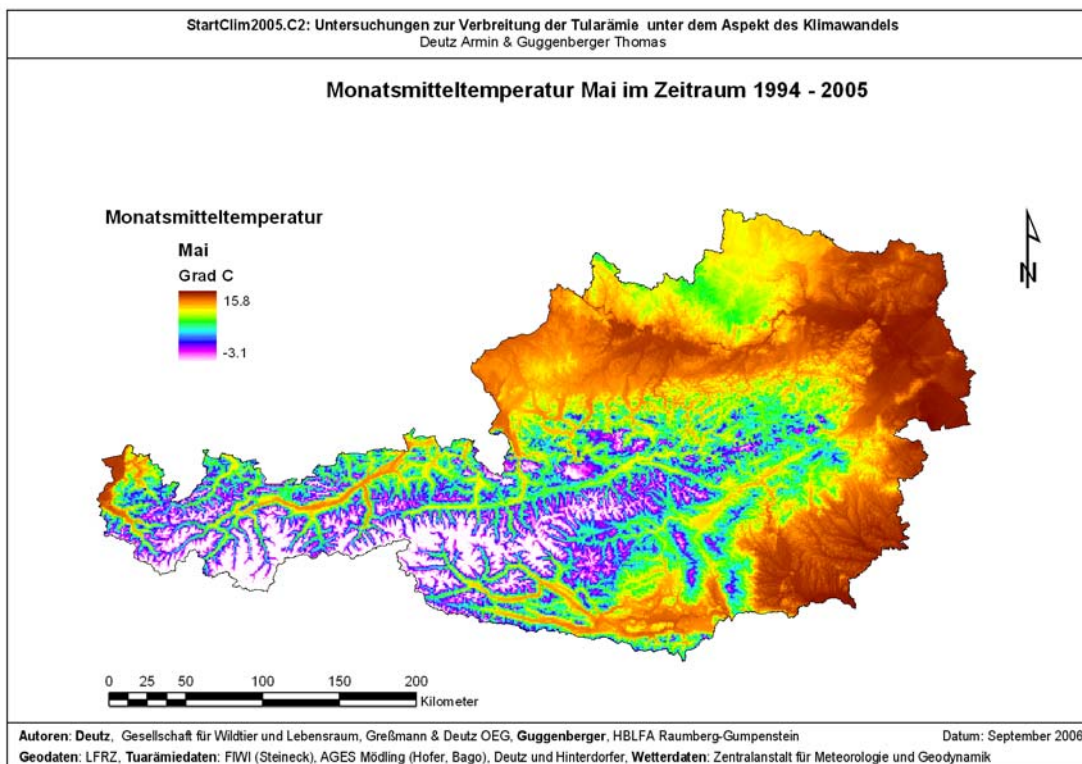 StartClim2005.C2: Untersuchungen zur Verbreitung der Tularämie unter dem Aspekt des Klimawandels
Deutz Armin & Guggenberger Thomas
Monatsmitteltemperatur Mai im Zeitraum 1994 - 2005
Monatsmitteltemperatur
Mai
Grad C
15.8
-3.1
N
0 25 50 100 150 200
Kilometer
Autoren: Deutz, Gesellschaft für Wildtier und Lebensraum, Greßmann & Deutz OEG, Guggenberger, HBLFA Raumberg-Gumpenstein Datum: September 2006
Geodaten: LFRZ, Tuarämiedaten: FIWI (Steineck), AGES Mödling (Hofer, Bago), Deutz und Hinterdorfer, Wetterdaten: Zentralanstalt für Meteorologie und Geodynamik